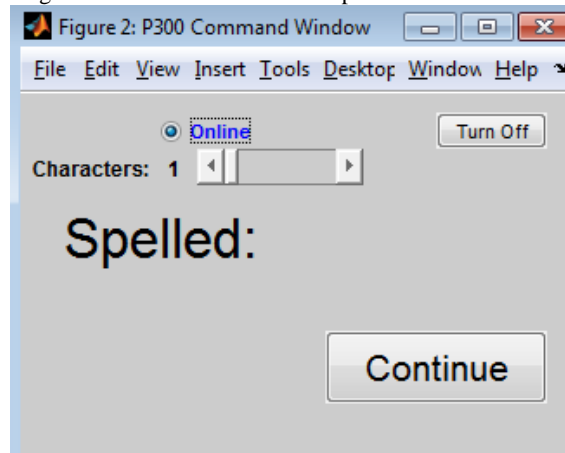 Figure 2: P300 Command Window
File Edit View Insert Tools Desktop Window Help
Online
Turn Off
Characters: 1
Spelled:
Continue